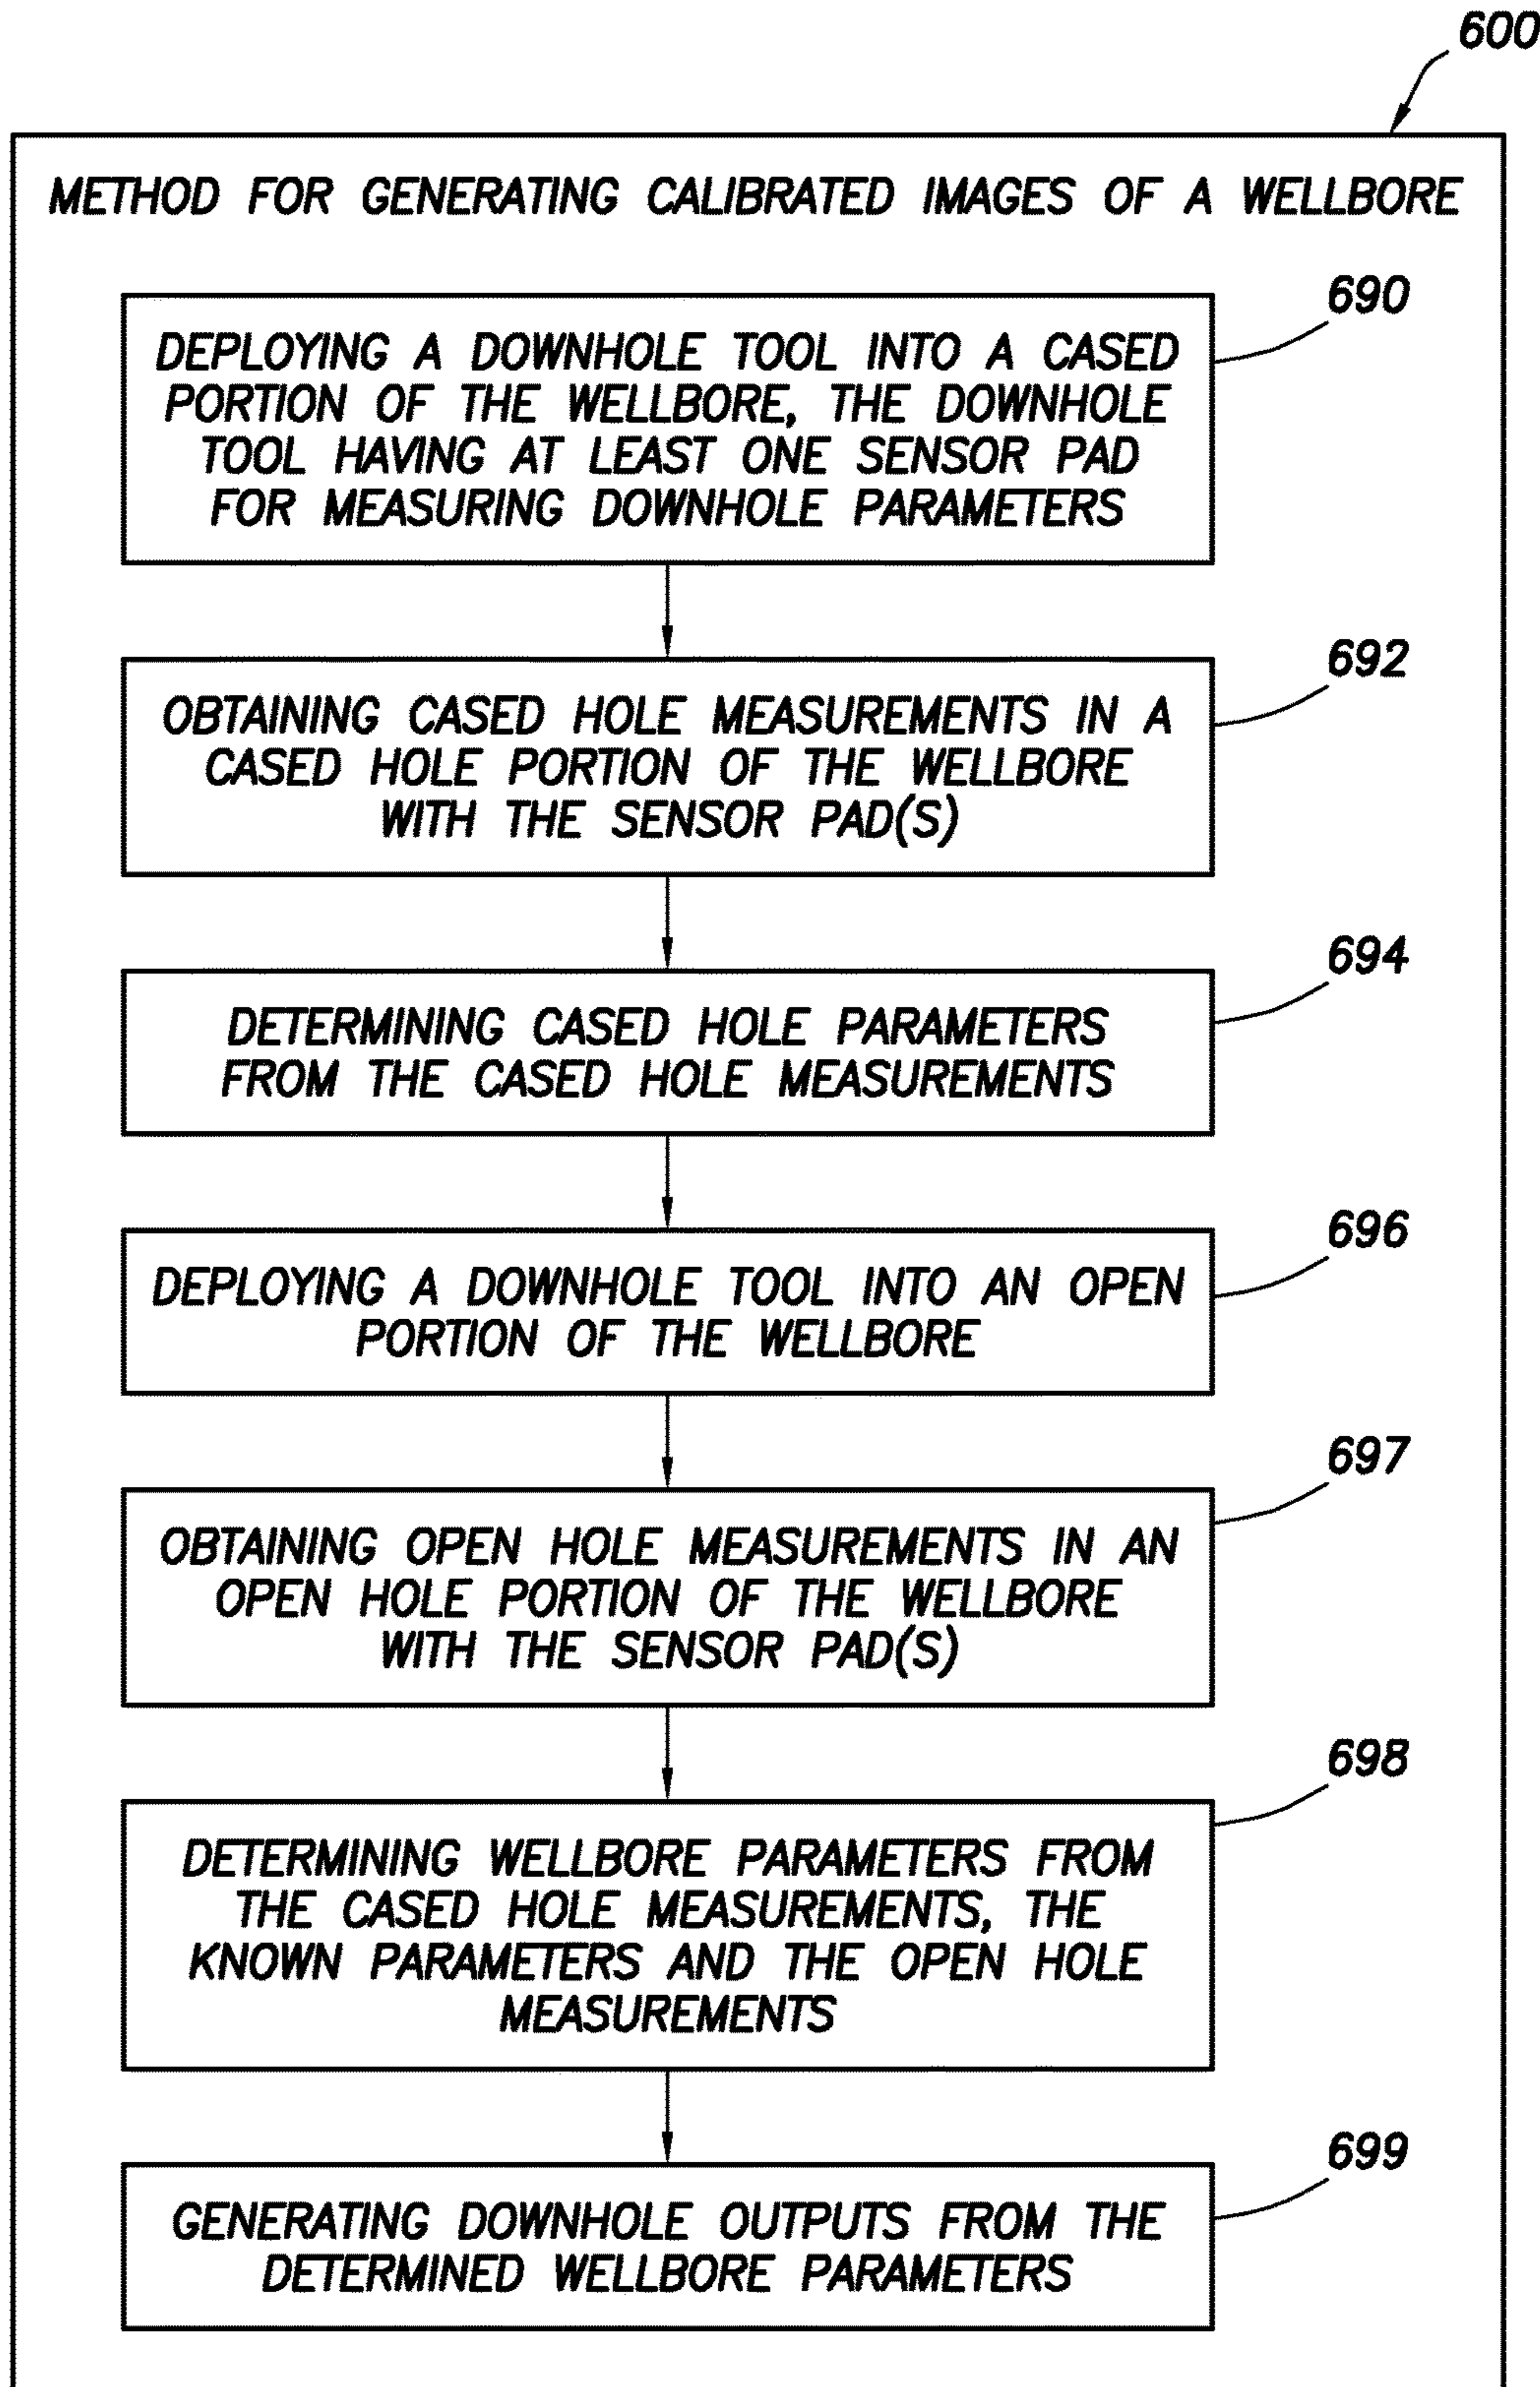 600
METHOD FOR GENERATING CALIBRATED IMAGES OF A WELLBORE
690
DEPLOYING A DOWNHOLE TOOL INTO A CASED
PORTION OF THE WELLBORE, THE DOWNHOLE
TOOL HAVING AT LEAST ONE SENSOR PAD
FOR MEASURING DOWNHOLE PARAMETERS
692
OBTAINING CASED HOLE MEASUREMENTS IN A
CASED HOLE PORTION OF THE WELLBORE
WITH THE SENSOR PAD(S)
694
DETERMINING CASED HOLE PARAMETERS
FROM THE CASED HOLE MEASUREMENTS
696
DEPLOYING A DOWNHOLE TOOL INTO AN OPEN
PORTION OF THE WELLBORE
697
OBTAINING OPEN HOLE MEASUREMENTS IN AN
OPEN HOLE PORTION OF THE WELLBORE
WITH THE SENSOR PAD(S)
698
DETERMINING WELLBORE PARAMETERS FROM
THE CASED HOLE MEASUREMENTS, THE
KNOWN PARAMETERS AND THE OPEN HOLE
MEASUREMENTS
699
GENERATING DOWNHOLE OUTPUTS FROM THE
DETERMINED WELLBORE PARAMETERS